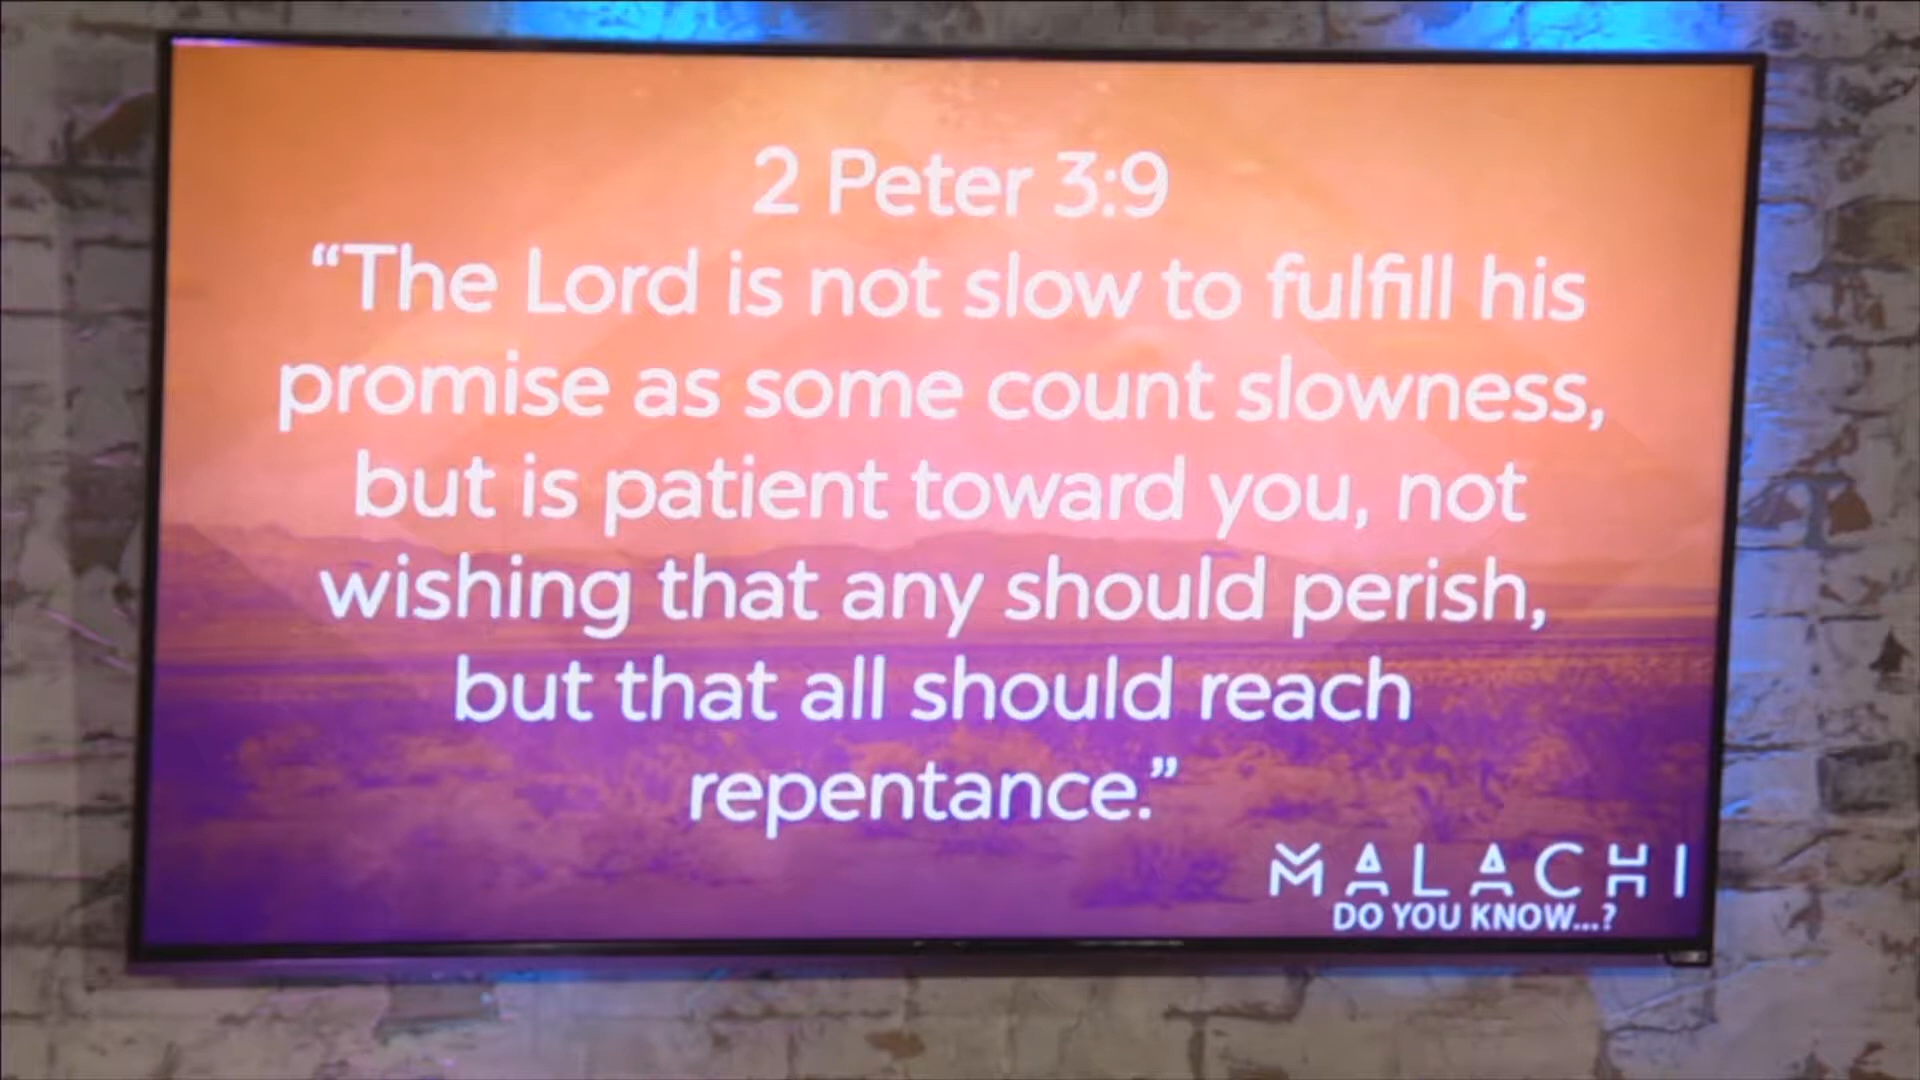 2 Peter 3:9
“The Lord is not slow to fulfill his
promise as some count slowness,
but is patient toward you, not
wishing that any should perish,
but that all should reach
repentance.”
MALACHI
DO YOU KNOW...?